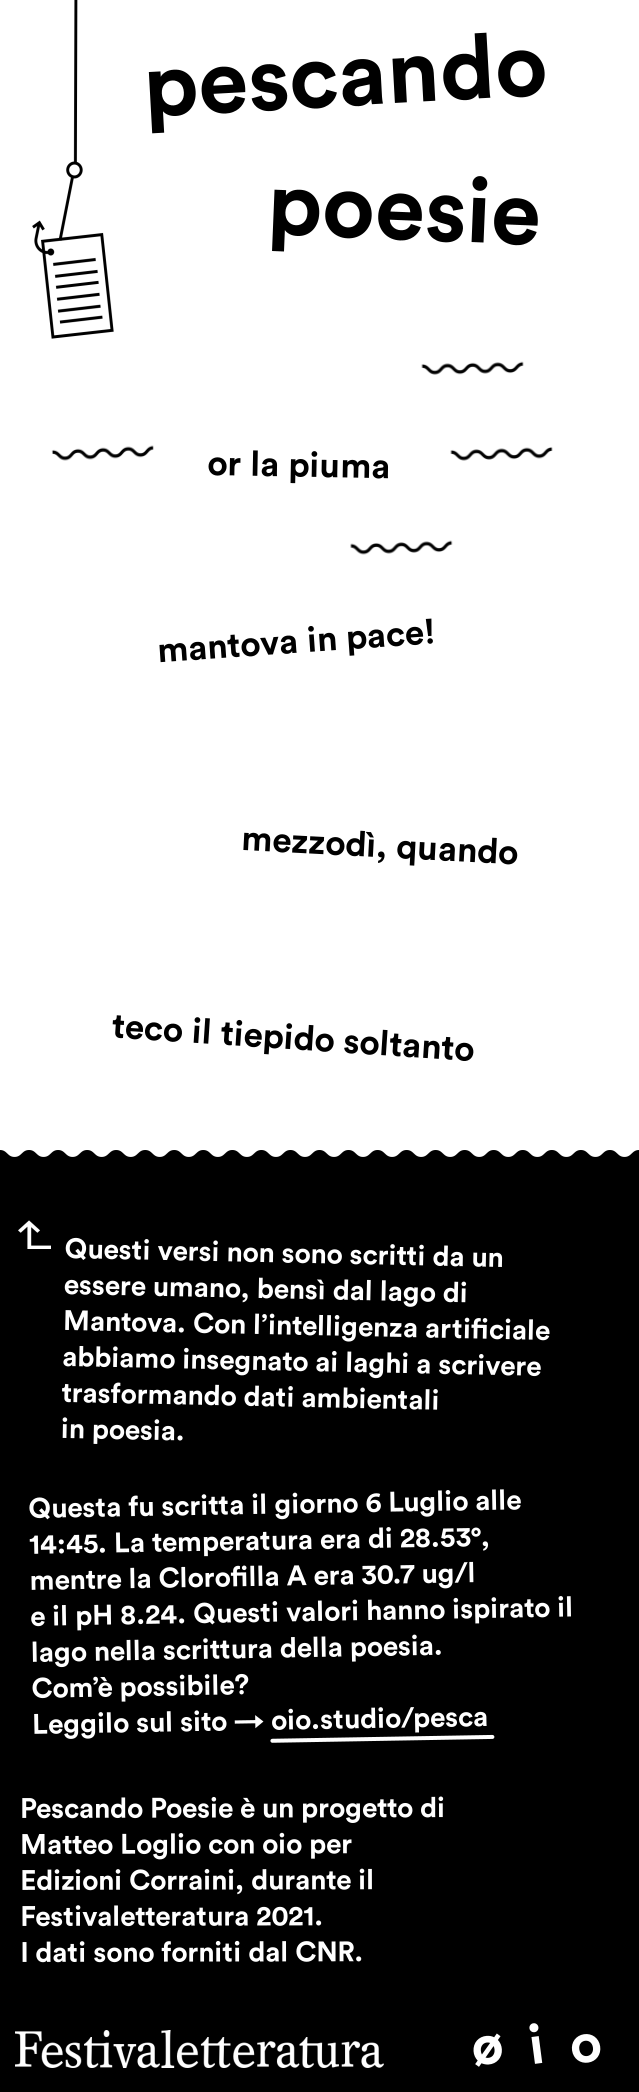 pescando
poesie
or la piuma
mantova in pace!
mezzodì, quando
teco il tiepido soltanto
Questi versi non sono scritti da un
essere umano, bensì dal lago di
Mantova. Con l’intelligenza artificiale
abbiamo insegnato ai laghi a scrivere
trasformando dati ambientali
in poesia.
Questa fu scritta il giorno 6 Luglio alle
14:45. La temperatura era di 28.53°,
mentre la Clorofilla A era 30.7 ug/l
e il pH 8.24. Questi valori hanno ispirato il
lago nella scrittura della poesia.
Com’è possibile?
Leggilo sul sito → oio.studio/pesca
Pescando Poesie è un progetto di
Matteo Loglio con oio per
Edizioni Corraini, durante il
Festivaletteratura 2021.
I dati sono forniti dal CNR.
Festivaletteratura ø i o